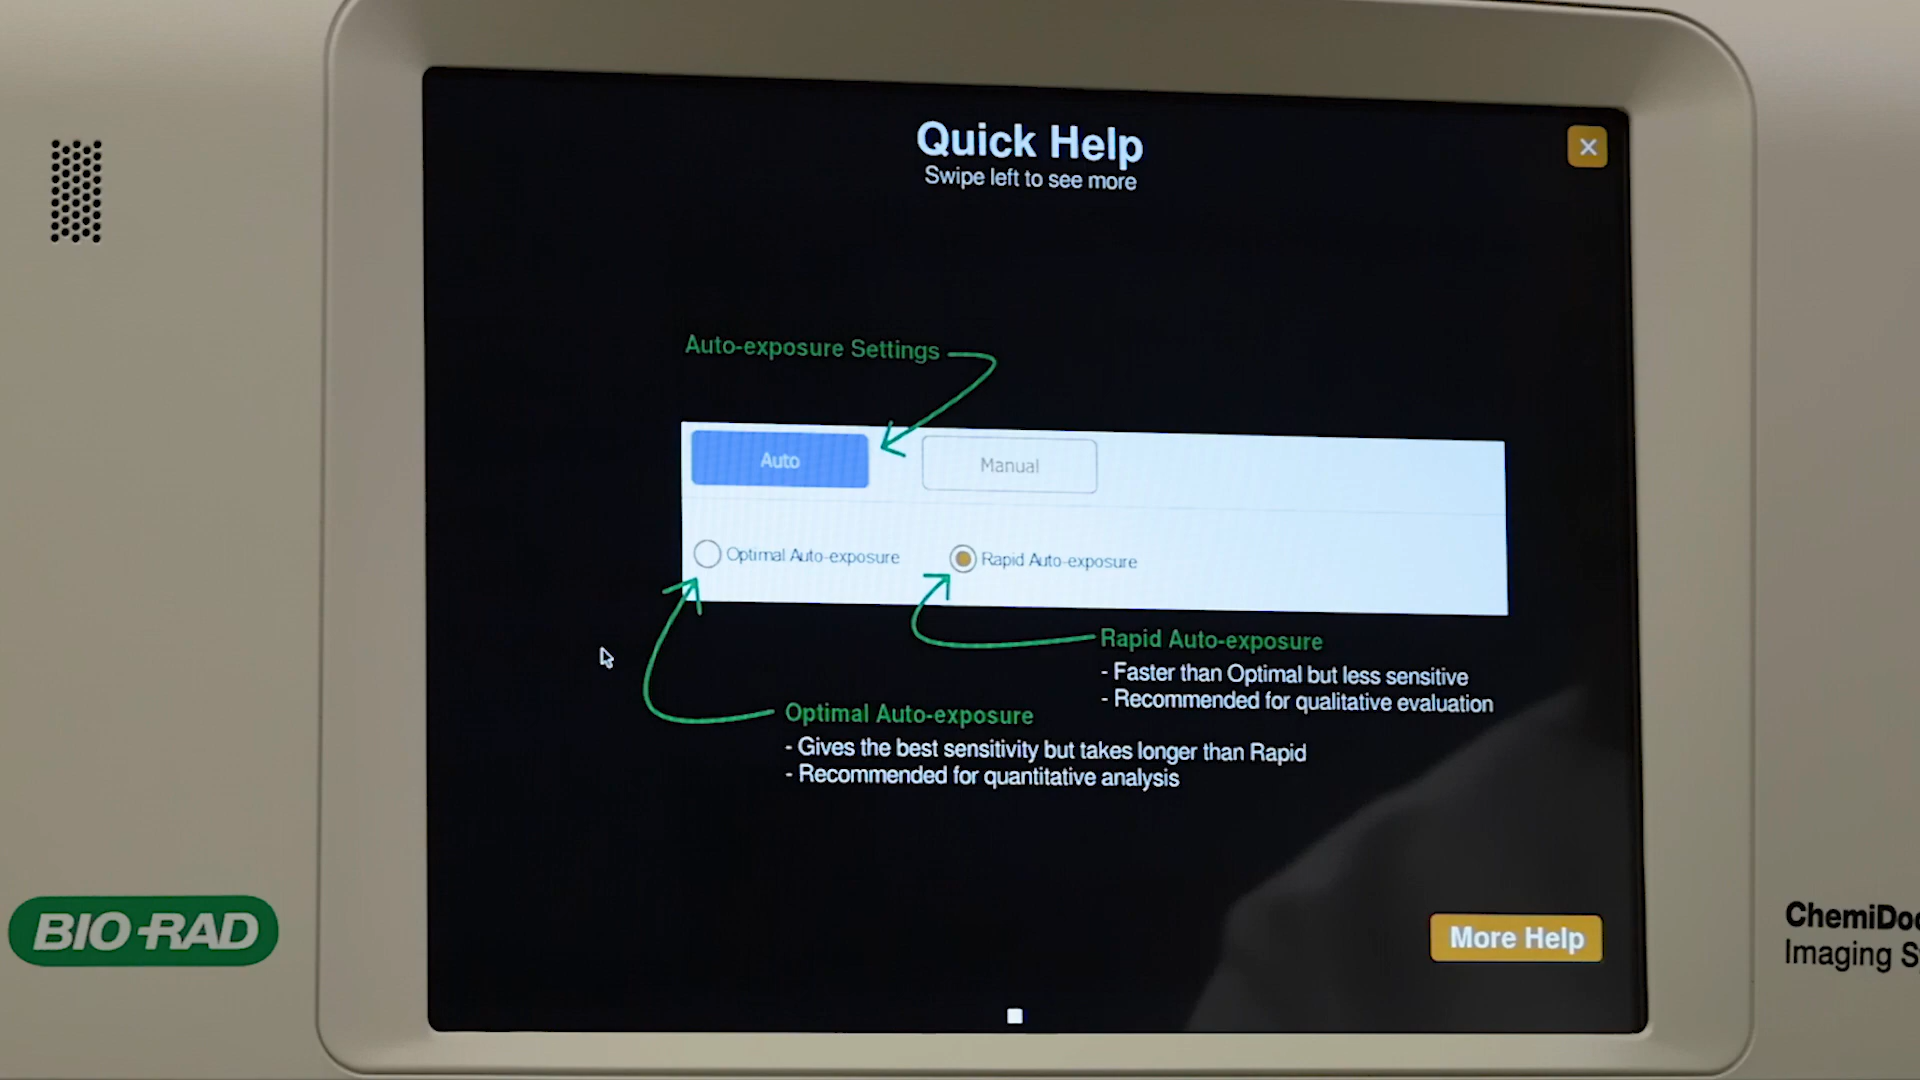 Quick Help
Swipe left to see more
Auto-exposure Settings
Auto
Manual
Optimal Auto-exposure
Rapid Auto-exposure
Rapid Auto-exposure
- Faster than Optimal but less sensitive
- Recommended for qualitative evaluation
Optimal Auto-exposure
- Gives the best sensitivity but takes longer than Rapid
- Recommended for quantitative analysis
More Help
BIO-RAD
ChemiDoc
Imaging S